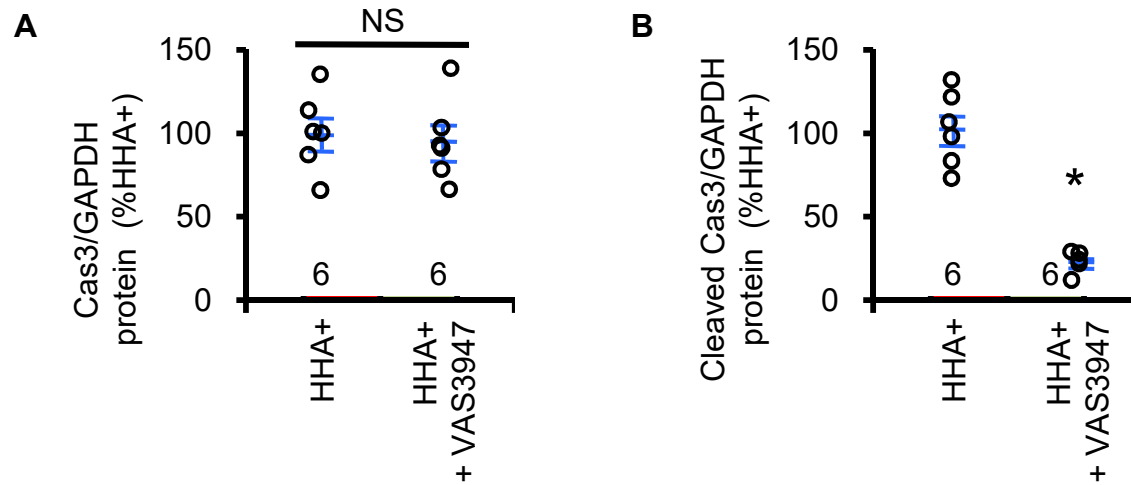 A
NS
Cas3/GAPDH
protein (%HHA+)
150
100
50
0
6
6
HHA+
HHA+
+ VAS3947
B
Cleaved Cas3/GAPDH
protein (%HHA+)
150
100
50
0
*
6
6
HHA+
HHA+
+ VAS3947